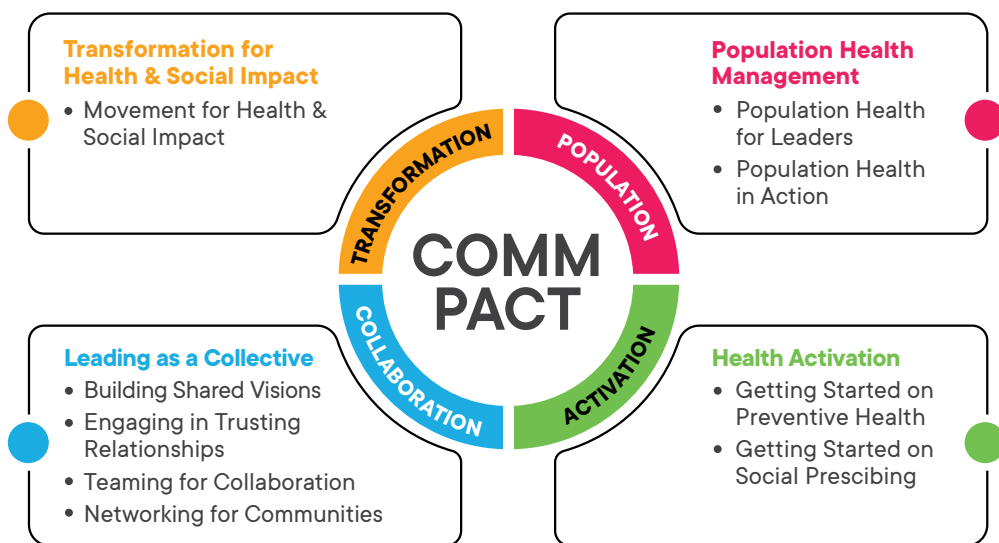 Transformation for
Health & Social Impact
• Movement for Health &
Social Impact
Population Health
Management
• Population Health
for Leaders
• Population Health
in Action
TRANSFORMATION
POPULATION
COMM
PACT
COLLABORATION
ACTIVATION
Leading as a Collective
• Building Shared Visions
• Engaging in Trusting
Relationships
• Teaming for Collaboration
• Networking for Communities
Health Activation
• Getting Started on
Preventive Health
• Getting Started on
Social Prescibing